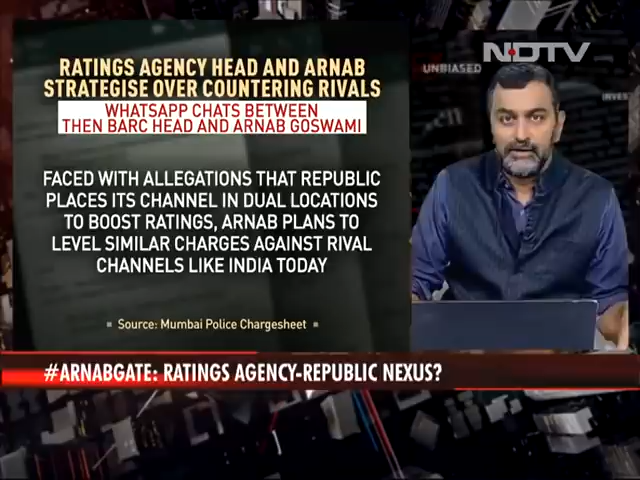 RATINGS AGENCY HEAD AND ARNAB
STRATEGISE OVER COUNTERING RIVALS
WHATSAPP CHATS BETWEEN
THEN BARC HEAD AND ARNAB GOSWAMI
FACED WITH ALLEGATIONS THAT REPUBLIC
PLACES ITS CHANNEL IN DUAL LOCATIONS
TO BOOST RATINGS, ARNAB PLANS TO
LEVEL SIMILAR CHARGES AGAINST RIVAL
CHANNELS LIKE INDIA TODAY
Source: Mumbai Police Chargesheet
NDTV
UNBIASED
#ARNABGATE: RATINGS AGENCY-REPUBLIC NEXUS?